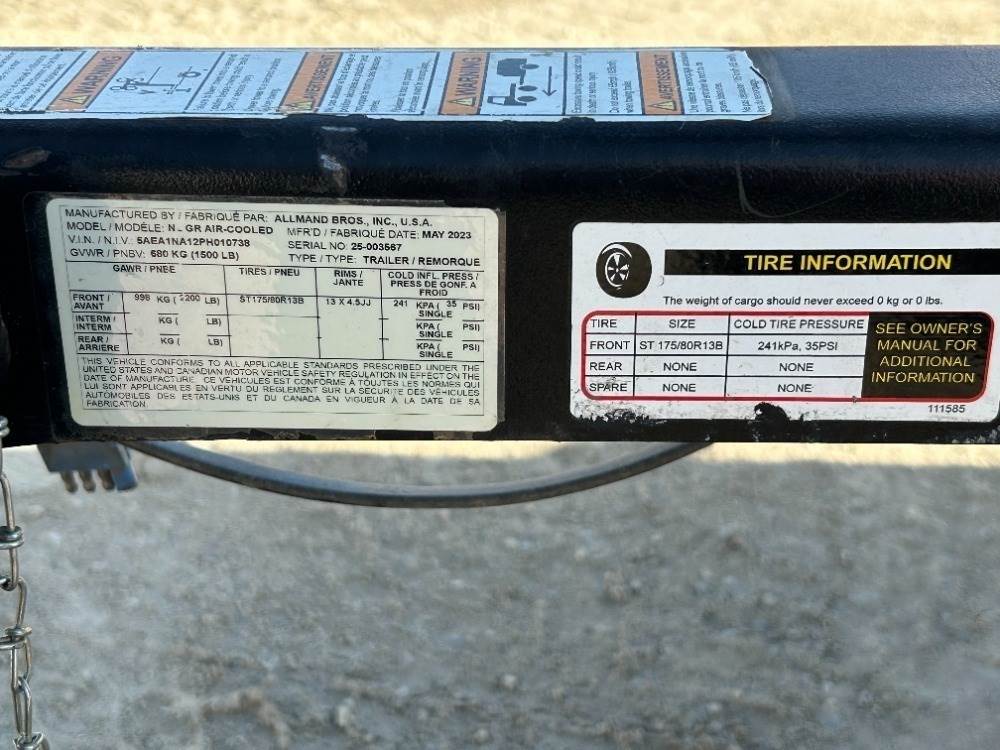 WARNING
AVERTISSEMENT
WARNING
AVERTISSEMENT
MANUFACTURED BY / FABRIQUÉ PAR: ALLMAND BROS., INC., U.S.A.
MODEL / MODÈLE: GR AIR-COOLED MFR'D / FABRIQUÉ DATE: MAY 2023
V.I.N. / N.I.V.: 5AEA1NA12PH010738 SERIAL NO: 25-003567
GVWR / PNBV: 680 KG (1500 LB) TYPE / TYPE: TRAILER / REMORQUE
GAWR / PNBE TIRES / PNEU RIMS / JANTE COLD INFL. PRESS / PRESS DE GONF. A FROID
FRONT / AVANT 998 KG ( 2200 LB) ST175/80R13B 13 X 4.5JJ 241 KPA ( 35 PSI) SINGLE
INTERM / INTERM KG ( LB) KPA ( PSI) SINGLE
REAR / ARRIÈRE KG ( LB) KPA ( PSI) SINGLE
THIS VEHICLE CONFORMS TO ALL APPLICABLE STANDARDS PRESCRIBED UNDER THE
UNITED STATES AND CANADIAN MOTOR VEHICLE SAFETY REGULATION IN EFFECT ON THE
DATE OF MANUFACTURE. CE VEHICULES EST CONFORME À TOUTES LES NORMES QUI
LUI SONT APPLICABLES EN VERTU DU REGLEMENT SUR LA SÉCURITÉ DES VÉHICULES
AUTOMOBILES DES ESTATS-UNIS ET DU CANADA EN VIGUEUR À LA DATE DE SA
FABRICATION.
TIRE INFORMATION
The weight of cargo should never exceed 0 kg or 0 lbs.
TIRE SIZE COLD TIRE PRESSURE
FRONT ST 175/80R13B 241kPa, 35PSI
REAR NONE NONE
SPARE NONE NONE
SEE OWNER'S
MANUAL FOR
ADDITIONAL
INFORMATION
111585